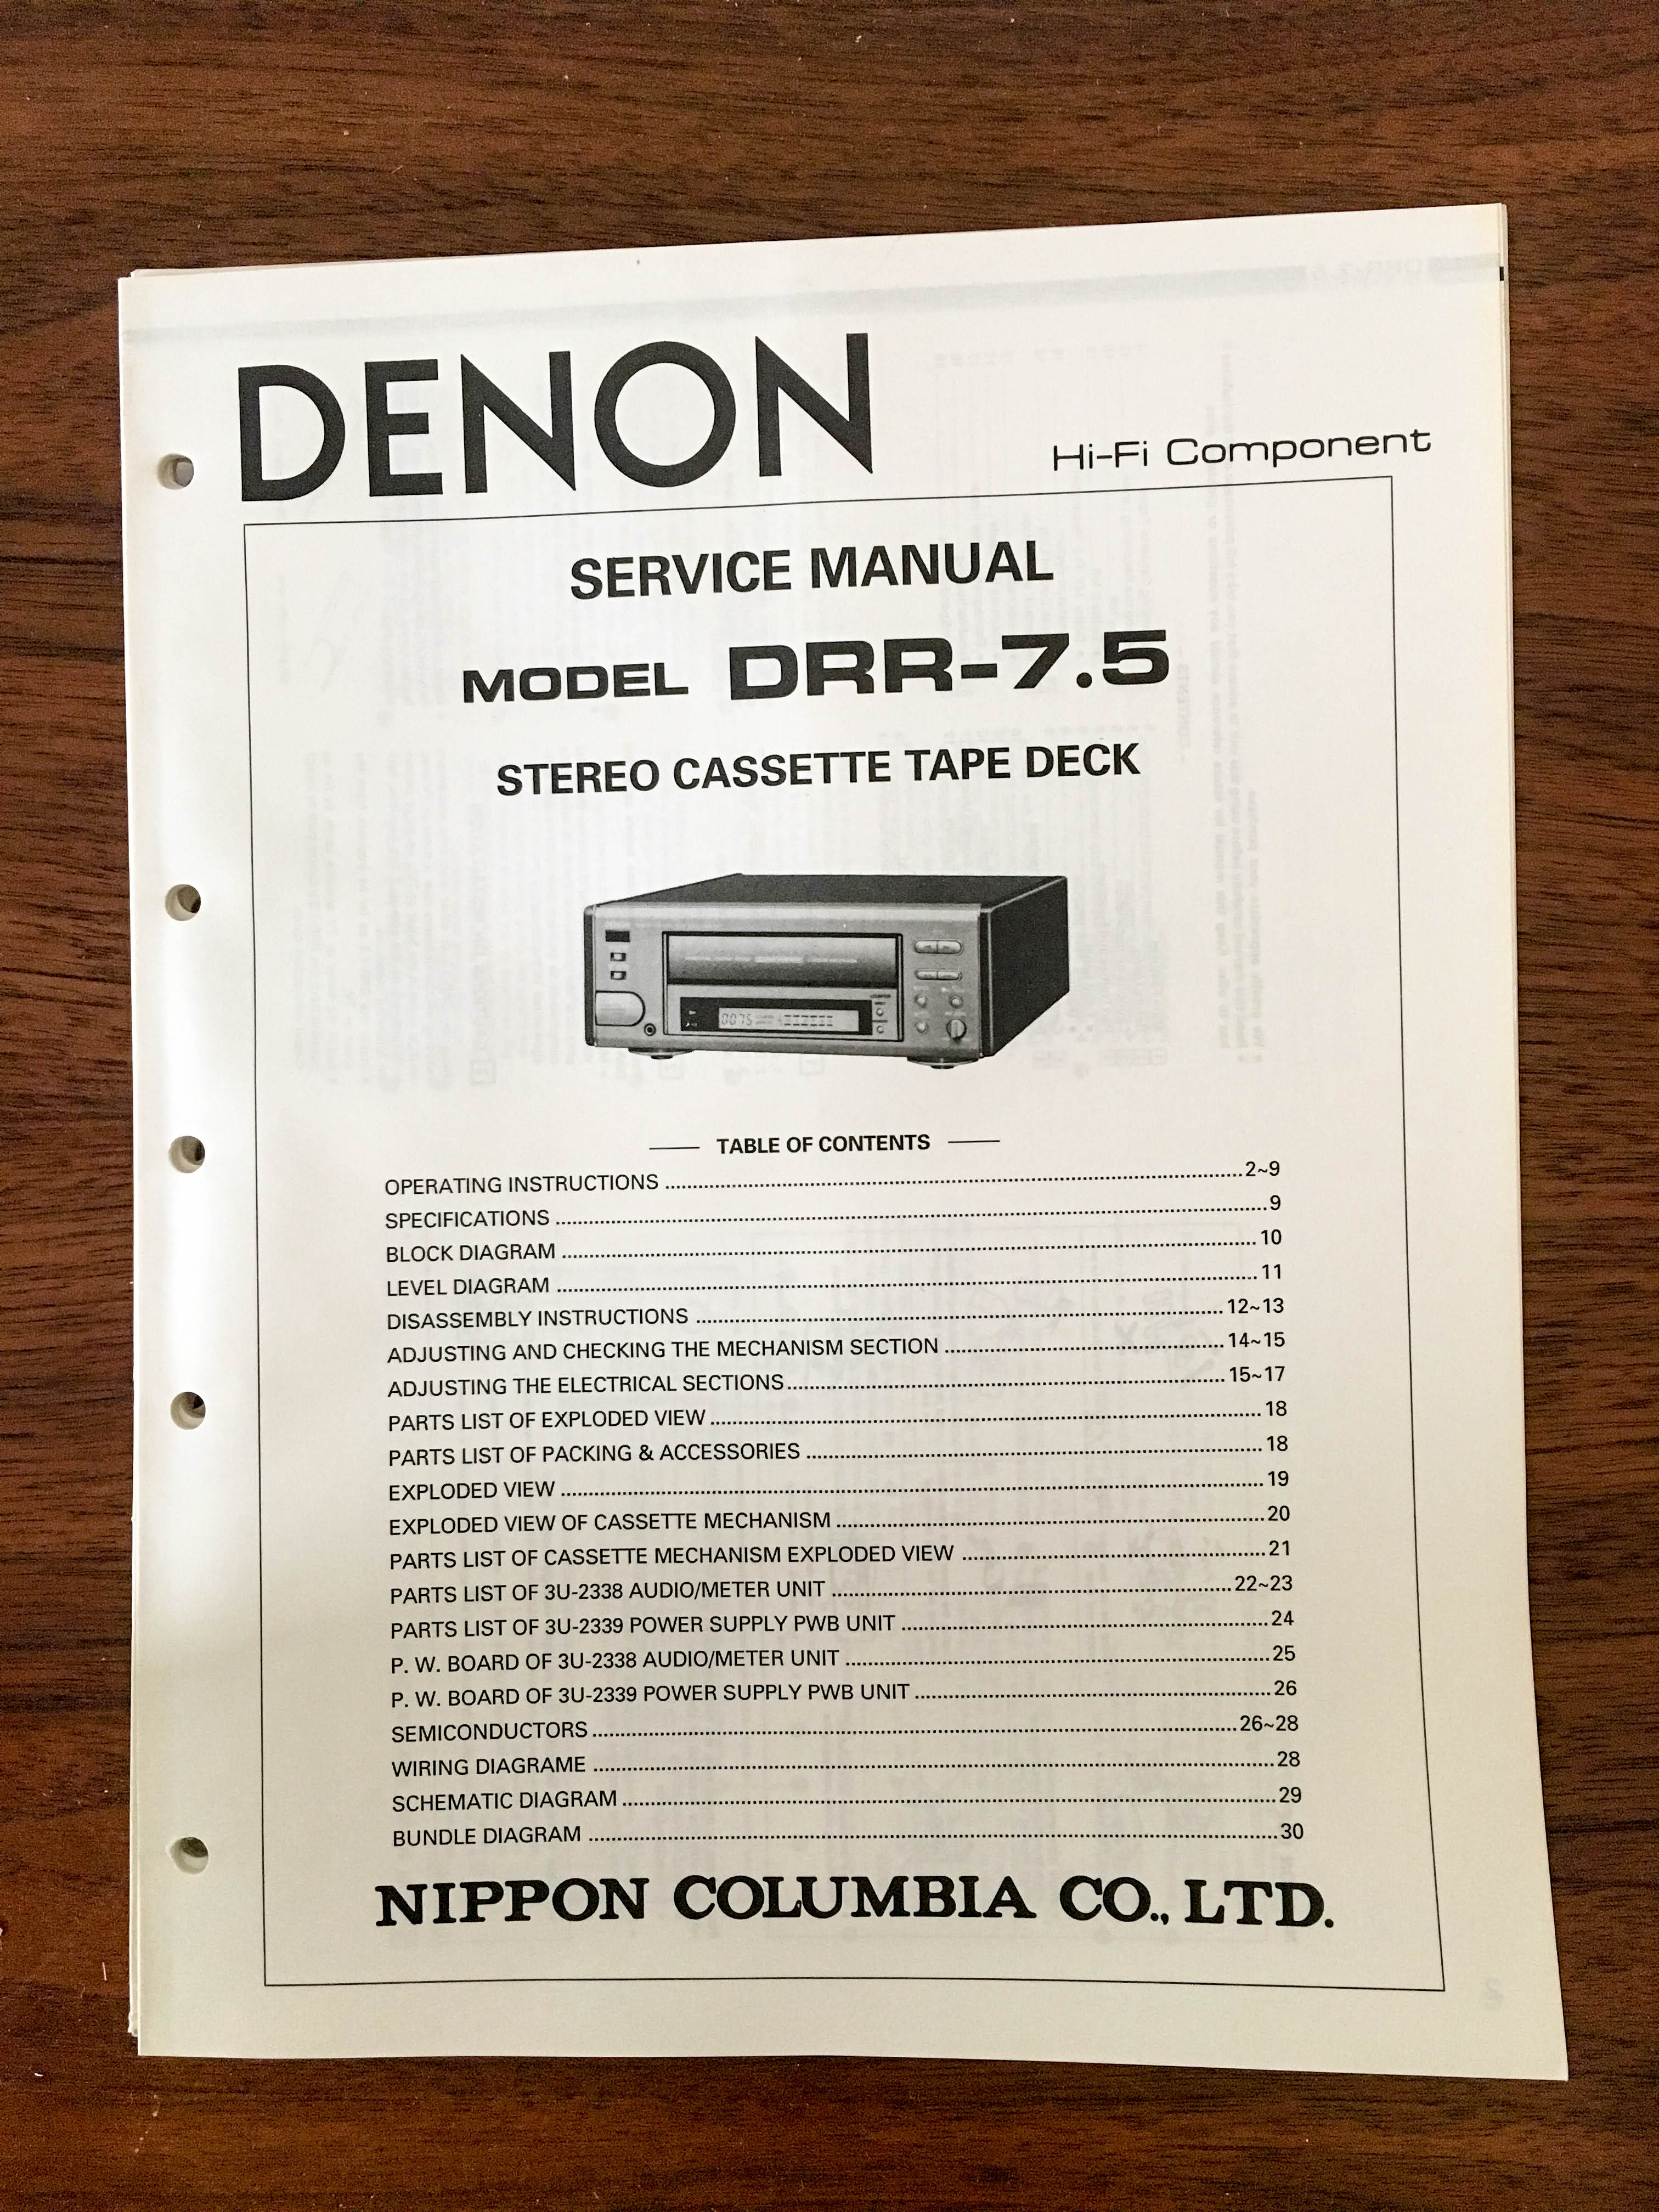 DENON
Hi-Fi Component
SERVICE MANUAL
MODEL DRR-7.5
STEREO CASSETTE TAPE DECK
TABLE OF CONTENTS
OPERATING INSTRUCTIONS ........ 2~9
SPECIFICATIONS ........ 9
BLOCK DIAGRAM ........ 10
LEVEL DIAGRAM ........ 11
DISASSEMBLY INSTRUCTIONS ........ 12~13
ADJUSTING AND CHECKING THE MECHANISM SECTION ........ 14~15
ADJUSTING THE ELECTRICAL SECTIONS ........ 15~17
PARTS LIST OF EXPLODED VIEW ........ 18
PARTS LIST OF PACKING & ACCESSORIES ........ 18
EXPLODED VIEW ........ 19
EXPLODED VIEW OF CASSETTE MECHANISM ........ 20
PARTS LIST OF CASSETTE MECHANISM EXPLODED VIEW ........ 21
PARTS LIST OF 3U-2338 AUDIO/METER UNIT ........ 22~23
PARTS LIST OF 3U-2339 POWER SUPPLY PWB UNIT ........ 24
P. W. BOARD OF 3U-2338 AUDIO/METER UNIT ........ 25
P. W. BOARD OF 3U-2339 POWER SUPPLY PWB UNIT ........ 26
SEMICONDUCTORS ........ 26~28
WIRING DIAGRAME ........ 28
SCHEMATIC DIAGRAM ........ 29
BUNDLE DIAGRAM ........ 30
NIPPON COLUMBIA CO., LTD.